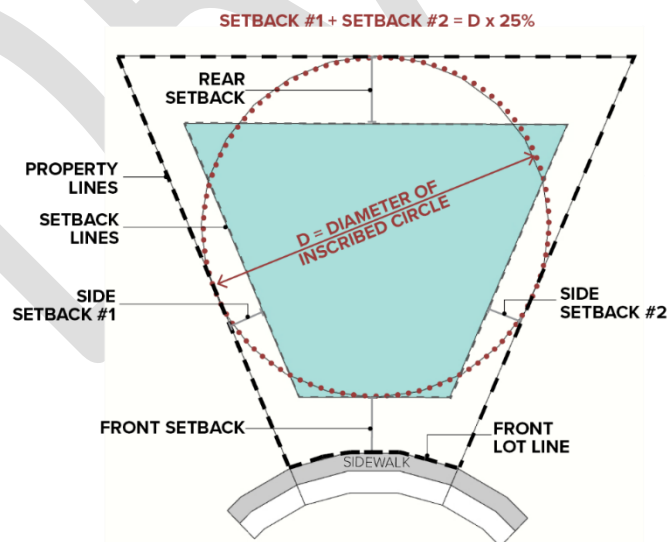 SETBACK #1 + SETBACK #2 = D x 25%
REAR
SETBACK
PROPERTY
LINES
SETBACK
LINES
D = DIAMETER OF
INSCRIBED CIRCLE
SIDE
SETBACK #1
SIDE
SETBACK #2
FRONT SETBACK
FRONT
LOT LINE
SIDEWALK